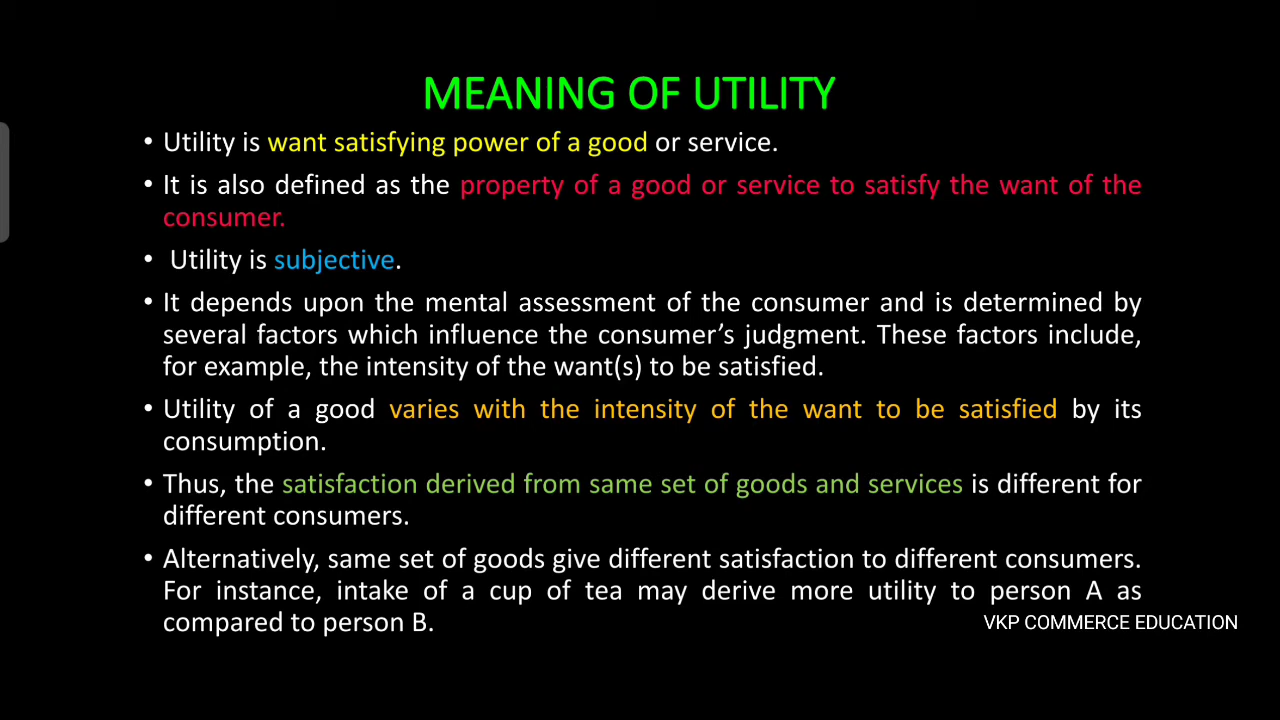 MEANING OF UTILITY
• Utility is want satisfying power of a good or service.
• It is also defined as the property of a good or service to satisfy the want of the
consumer.
• Utility is subjective.
• It depends upon the mental assessment of the consumer and is determined by
several factors which influence the consumer’s judgment. These factors include,
for example, the intensity of the want(s) to be satisfied.
• Utility of a good varies with the intensity of the want to be satisfied by its
consumption.
• Thus, the satisfaction derived from same set of goods and services is different for
different consumers.
• Alternatively, same set of goods give different satisfaction to different consumers.
For instance, intake of a cup of tea may derive more utility to person A as
compared to person B.
VKP COMMERCE EDUCATION